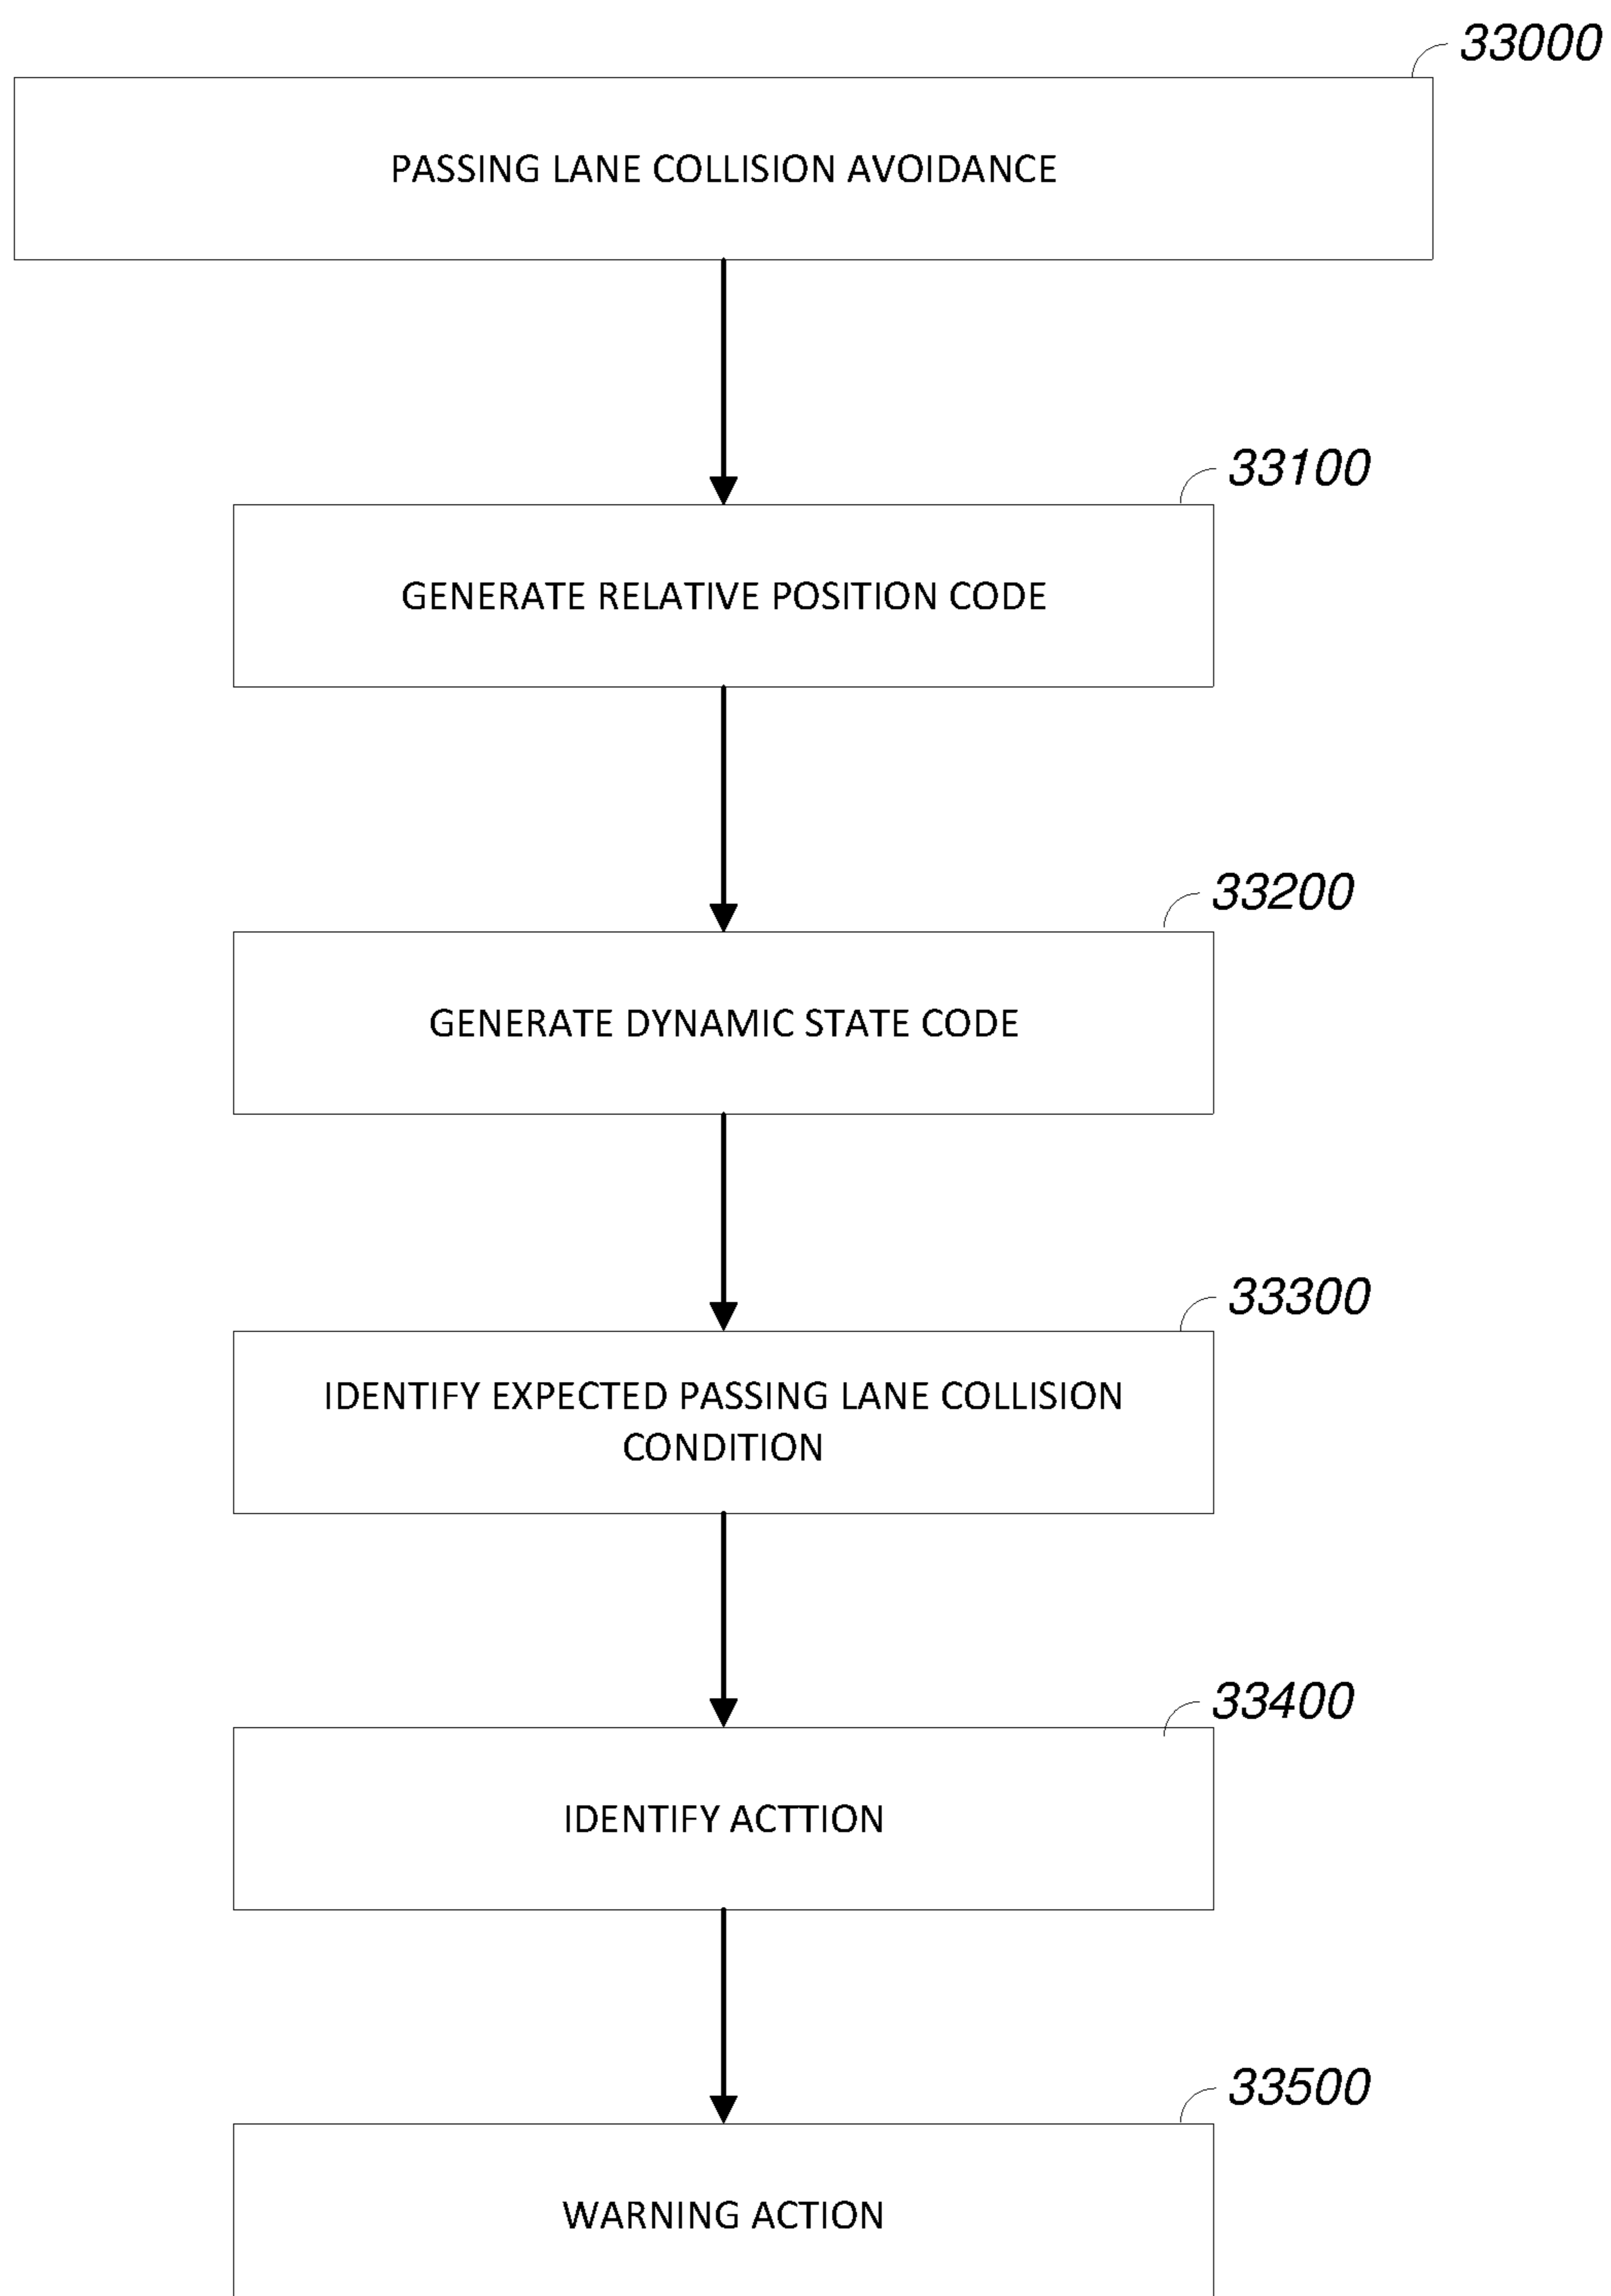 33000
PASSING LANE COLLISION AVOIDANCE
33100
GENERATE RELATIVE POSITION CODE
33200
GENERATE DYNAMIC STATE CODE
33300
IDENTIFY EXPECTED PASSING LANE COLLISION
CONDITION
33400
IDENTIFY ACTTION
33500
WARNING ACTION